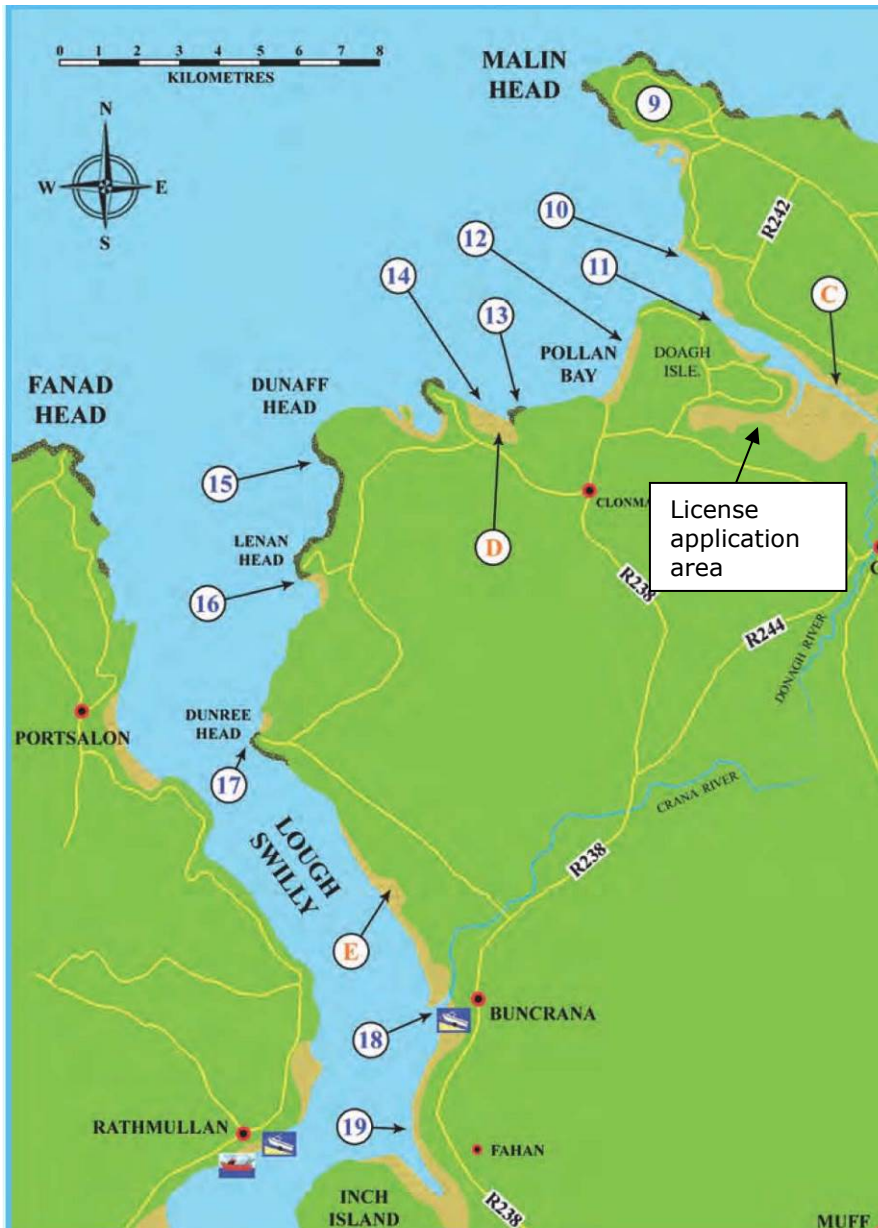 0 1 2 3 4 5 6 7 8
KILOMETRES
MALIN
HEAD
9
N
W E
S
R242
10
12
11
14
C
13
POLLAN
BAY
DOAGH
ISLE.
FANAD
HEAD
DUNAFF
HEAD
15
CLONMA
License
application
area
D
LENAN
HEAD
C
16
R238
R244
DONAGH RIVER
DUNREE
HEAD
PORTSALON
17
CRANA RIVER
LOUGH
SWILLY
R238
E
BUNCRANA
18
RATHMULLAN
19
FAHAN
INCH
ISLAND
R238
MUFF